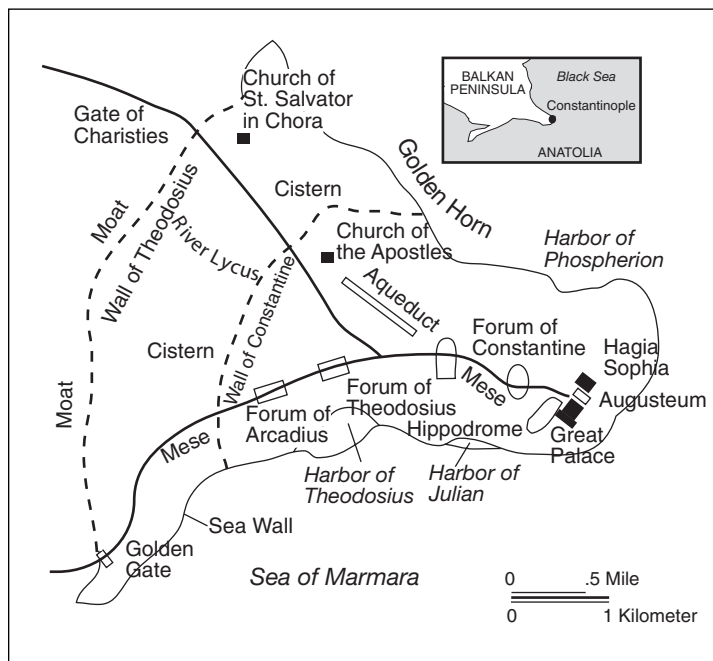 Church of
St. Salvator
in Chora
Gate of
Charisties
BALKAN
PENINSULA
Black Sea
Constantinople
ANATOLIA
Golden Horn
Moat
Wall of Theodosius
River Lycus
Cistern
Church of
the Apostles
Harbor of
Phospherion
Wall of Constantine
Aqueduct
Cistern
Forum of
Constantine
Hagia
Sophia
Mese
Augusteum
Moat
Mese
Forum of
Arcadius
Forum of
Theodosius
Hippodrome
Great
Palace
Harbor of
Theodosius
Harbor of
Julian
Sea Wall
Golden
Gate
Sea of Marmara
0 .5 Mile
0 1 Kilometer